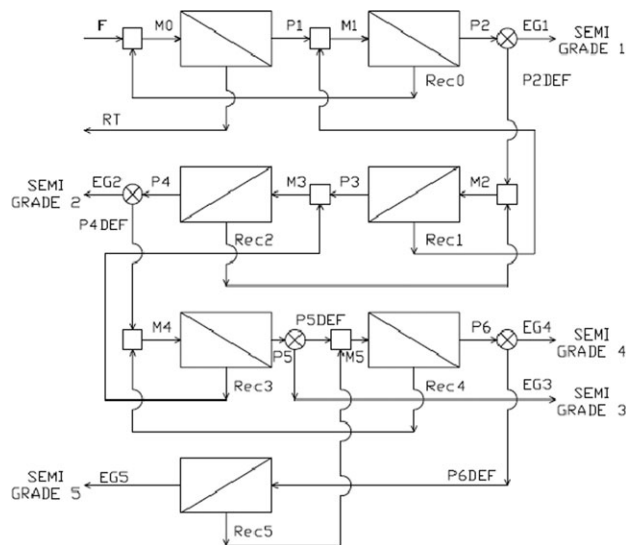 F M0 P1 M1 P2 EG1 SEMI
GRADE 1
Rec0 P2DEF
RT
SEMI
GRADE 2 EG2 P4 M3 P3 M2
P4DEF
Rec2 Rec1
M4 P5DEF P6 EG4 SEMI
GRADE 4
P5 M5
Rec3 Rec4 EG3 SEMI
GRADE 3
SEMI
GRADE 5 EG5 P6DEF
Rec5